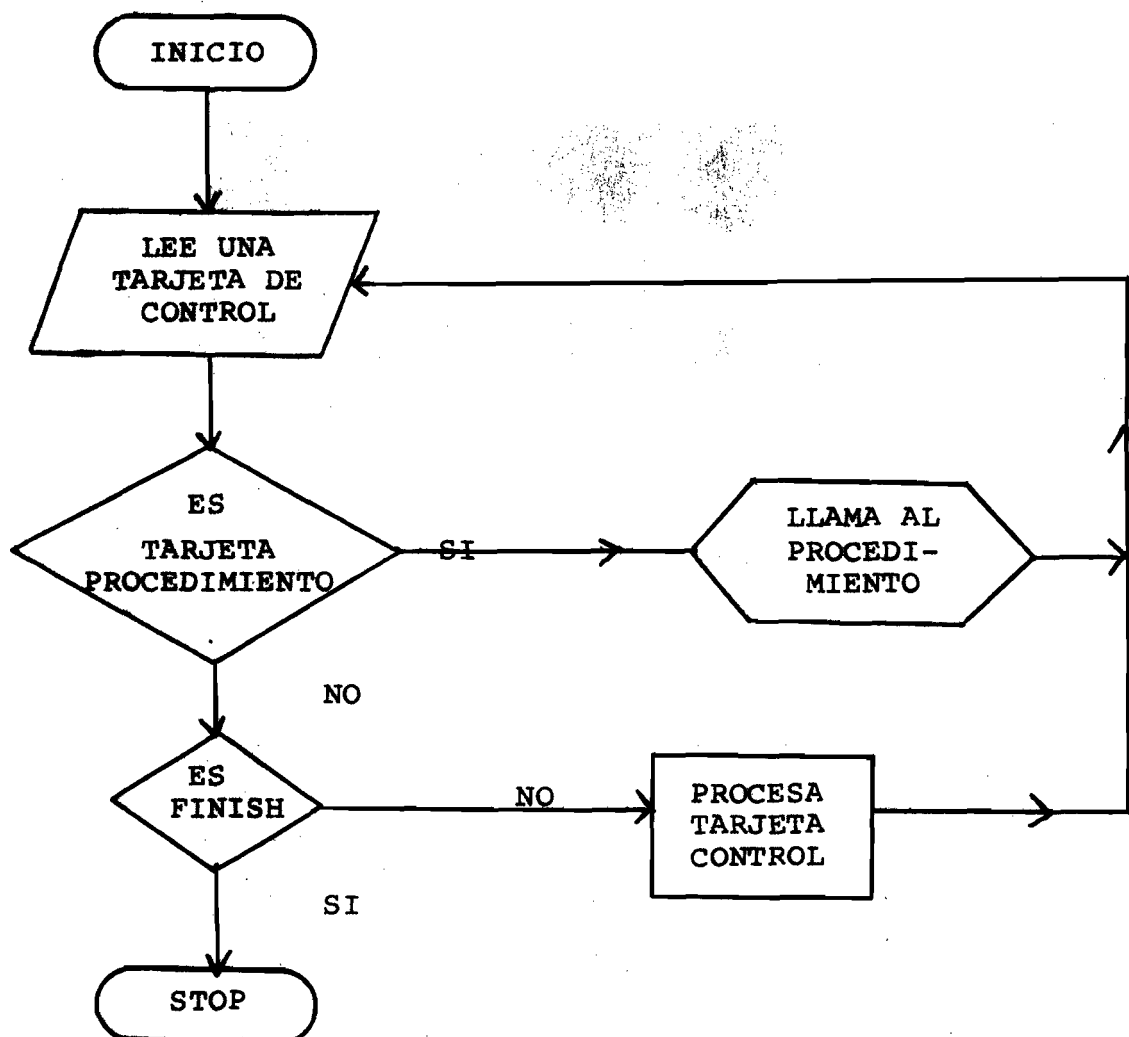 INICIO
LEE UNA
TARJETA DE
CONTROL
ES
TARJETA
PROCEDIMIENTO
SI
LLAMA AL
PROCEDI-
MIENTO
NO
ES
FINISH
NO
PROCESA
TARJETA
CONTROL
SI
STOP